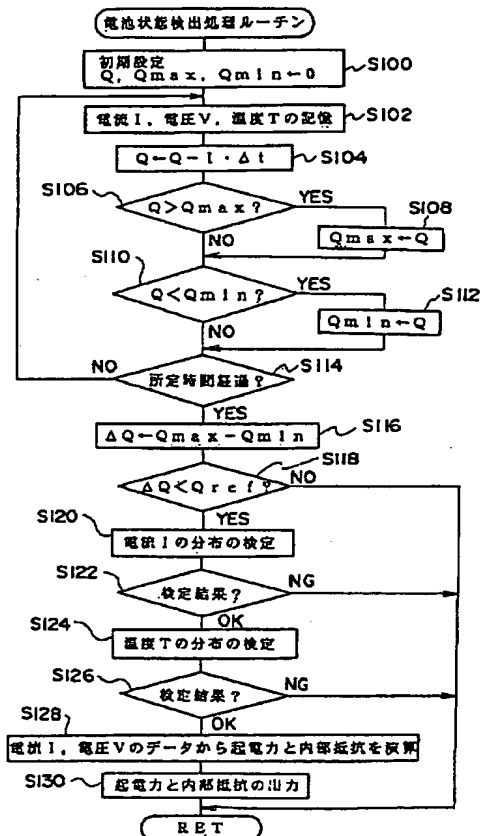 電池状態検出処理ルーチン
初期設定
Q, Qmax, Qmin←0
S100
電流I, 電圧V, 温度Tの記憶
S102
Q←Q-I・Δt
S104
S106
Q>Qmax?
YES
S108
Qmax←Q
NO
S110
Q<Qmin?
YES
S112
Qmin←Q
NO
NO
所定時間経過?
S114
YES
ΔQ←Qmax-Qmin
S116
S118
ΔQ<Qref?
NO
YES
S120
電流Iの分布の検定
S122
検定結果?
NG
OK
S124
温度Tの分布の検定
S126
検定結果?
NG
OK
S128
電流I, 電圧Vのデータから起電力と内部抵抗を演算
S130
起電力と内部抵抗の出力
RET